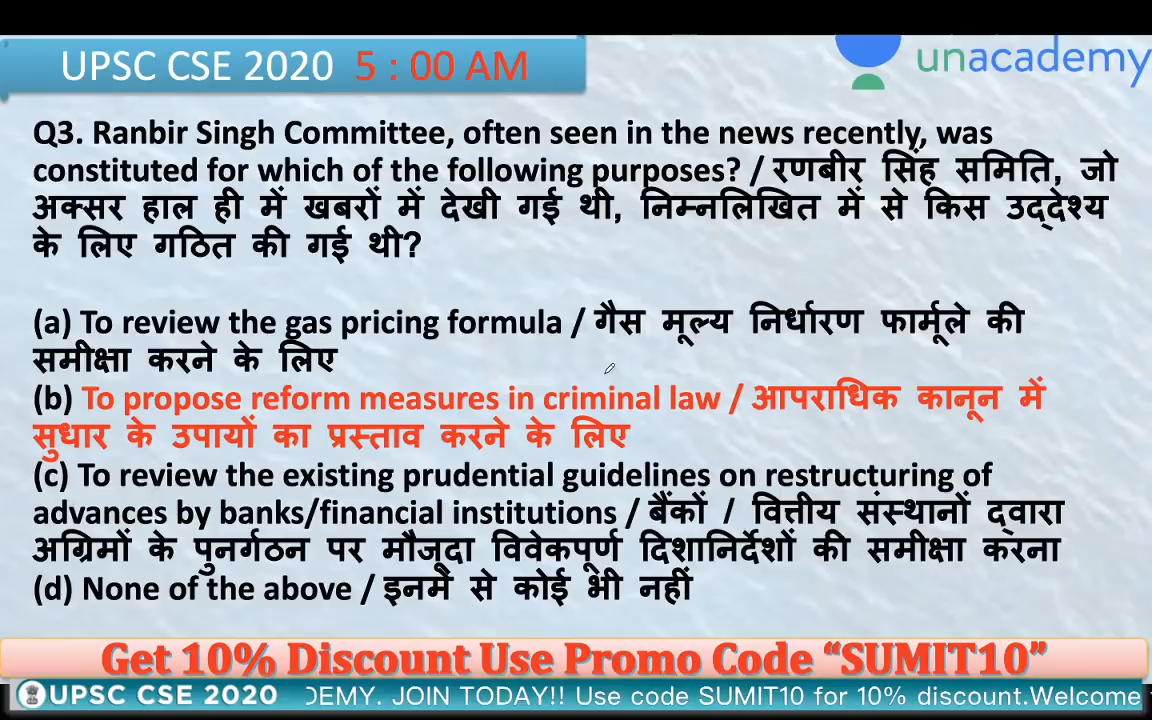 UPSC CSE 2020 5 : 00 AM
unacademy
Q3. Ranbir Singh Committee, often seen in the news recently, was
constituted for which of the following purposes? / रणबीर सिंह समिति, जो
अक्सर हाल ही में खबरों में देखी गई थी, निम्नलिखित में से किस उद्देश्य
के लिए गठित की गई थी?
(a) To review the gas pricing formula / गैस मूल्य निर्धारण फार्मूले की
समीक्षा करने के लिए
(b) To propose reform measures in criminal law / आपराधिक कानून में
सुधार के उपायों का प्रस्ताव करने के लिए
(c) To review the existing prudential guidelines on restructuring of
advances by banks/financial institutions / बैंकों / वित्तीय संस्थानों द्वारा
अग्रिमों के पुनर्गठन पर मौजूदा विवेकपूर्ण दिशानिर्देशों की समीक्षा करना
(d) None of the above / इनमें से कोई भी नहीं
Get 10% Discount Use Promo Code “SUMIT10”
UPSC CSE 2020 DEMY. JOIN TODAY!! Use code SUMIT10 for 10% discount.Welcome